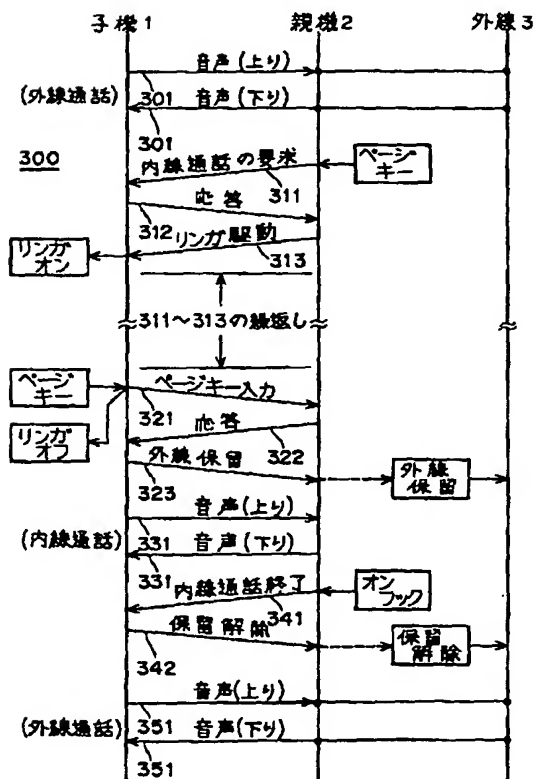 子機1 親機2 外線3
音声(上り)
(外線通話) 301 音声(下り)
301
300 内線通話の要求 ページキー
311
応答
312 リンガ駆動
リンガオン 313
311~313の繰返し
ページキー ページキー入力
321
リンガオフ 応答
322
外線保留 外線保留
323
音声(上り)
(内線通話) 331 音声(下り)
331 内線通話終了 オンフック
341
保留解除 保留解除
342
音声(上り)
(外線通話) 351 音声(下り)
351